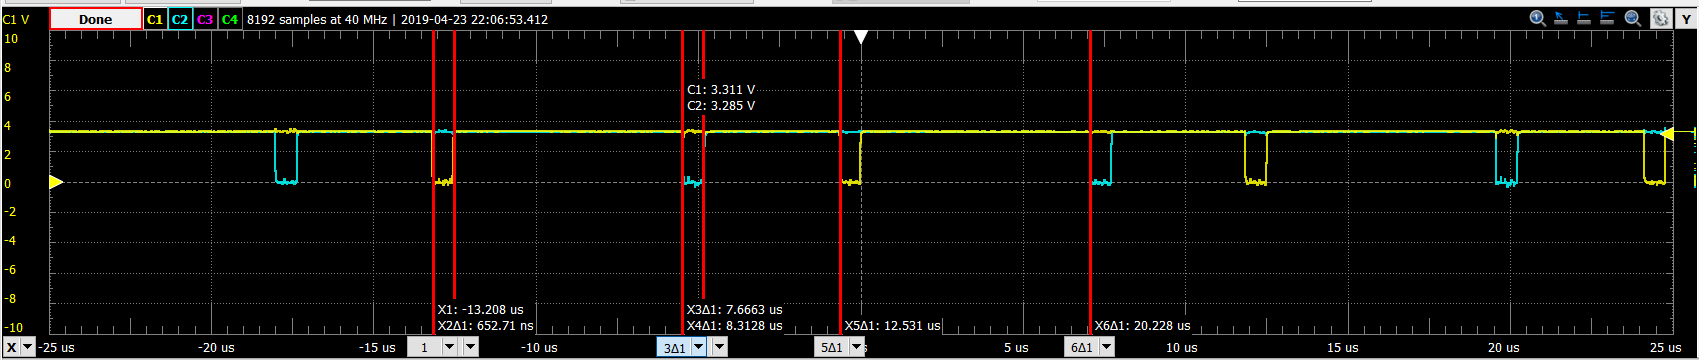 C1 V Done C1 C2 C3 C4 8192 samples at 40 MHz | 2019-04-23 22:06:53.412 Y
10
8
6
4
2
0
-2
-4
-6
-8
-10
C1: 3.311 V
C2: 3.285 V
X1: -13.208 us
X2Δ1: 652.71 ns
X3Δ1: 7.6663 us
X4Δ1: 8.3128 us
X5Δ1: 12.531 us
X6Δ1: 20.228 us
X -25 us -20 us -15 us 1 -10 us 3Δ1 5Δ1 5 us 6Δ1 10 us 15 us 20 us 25 us